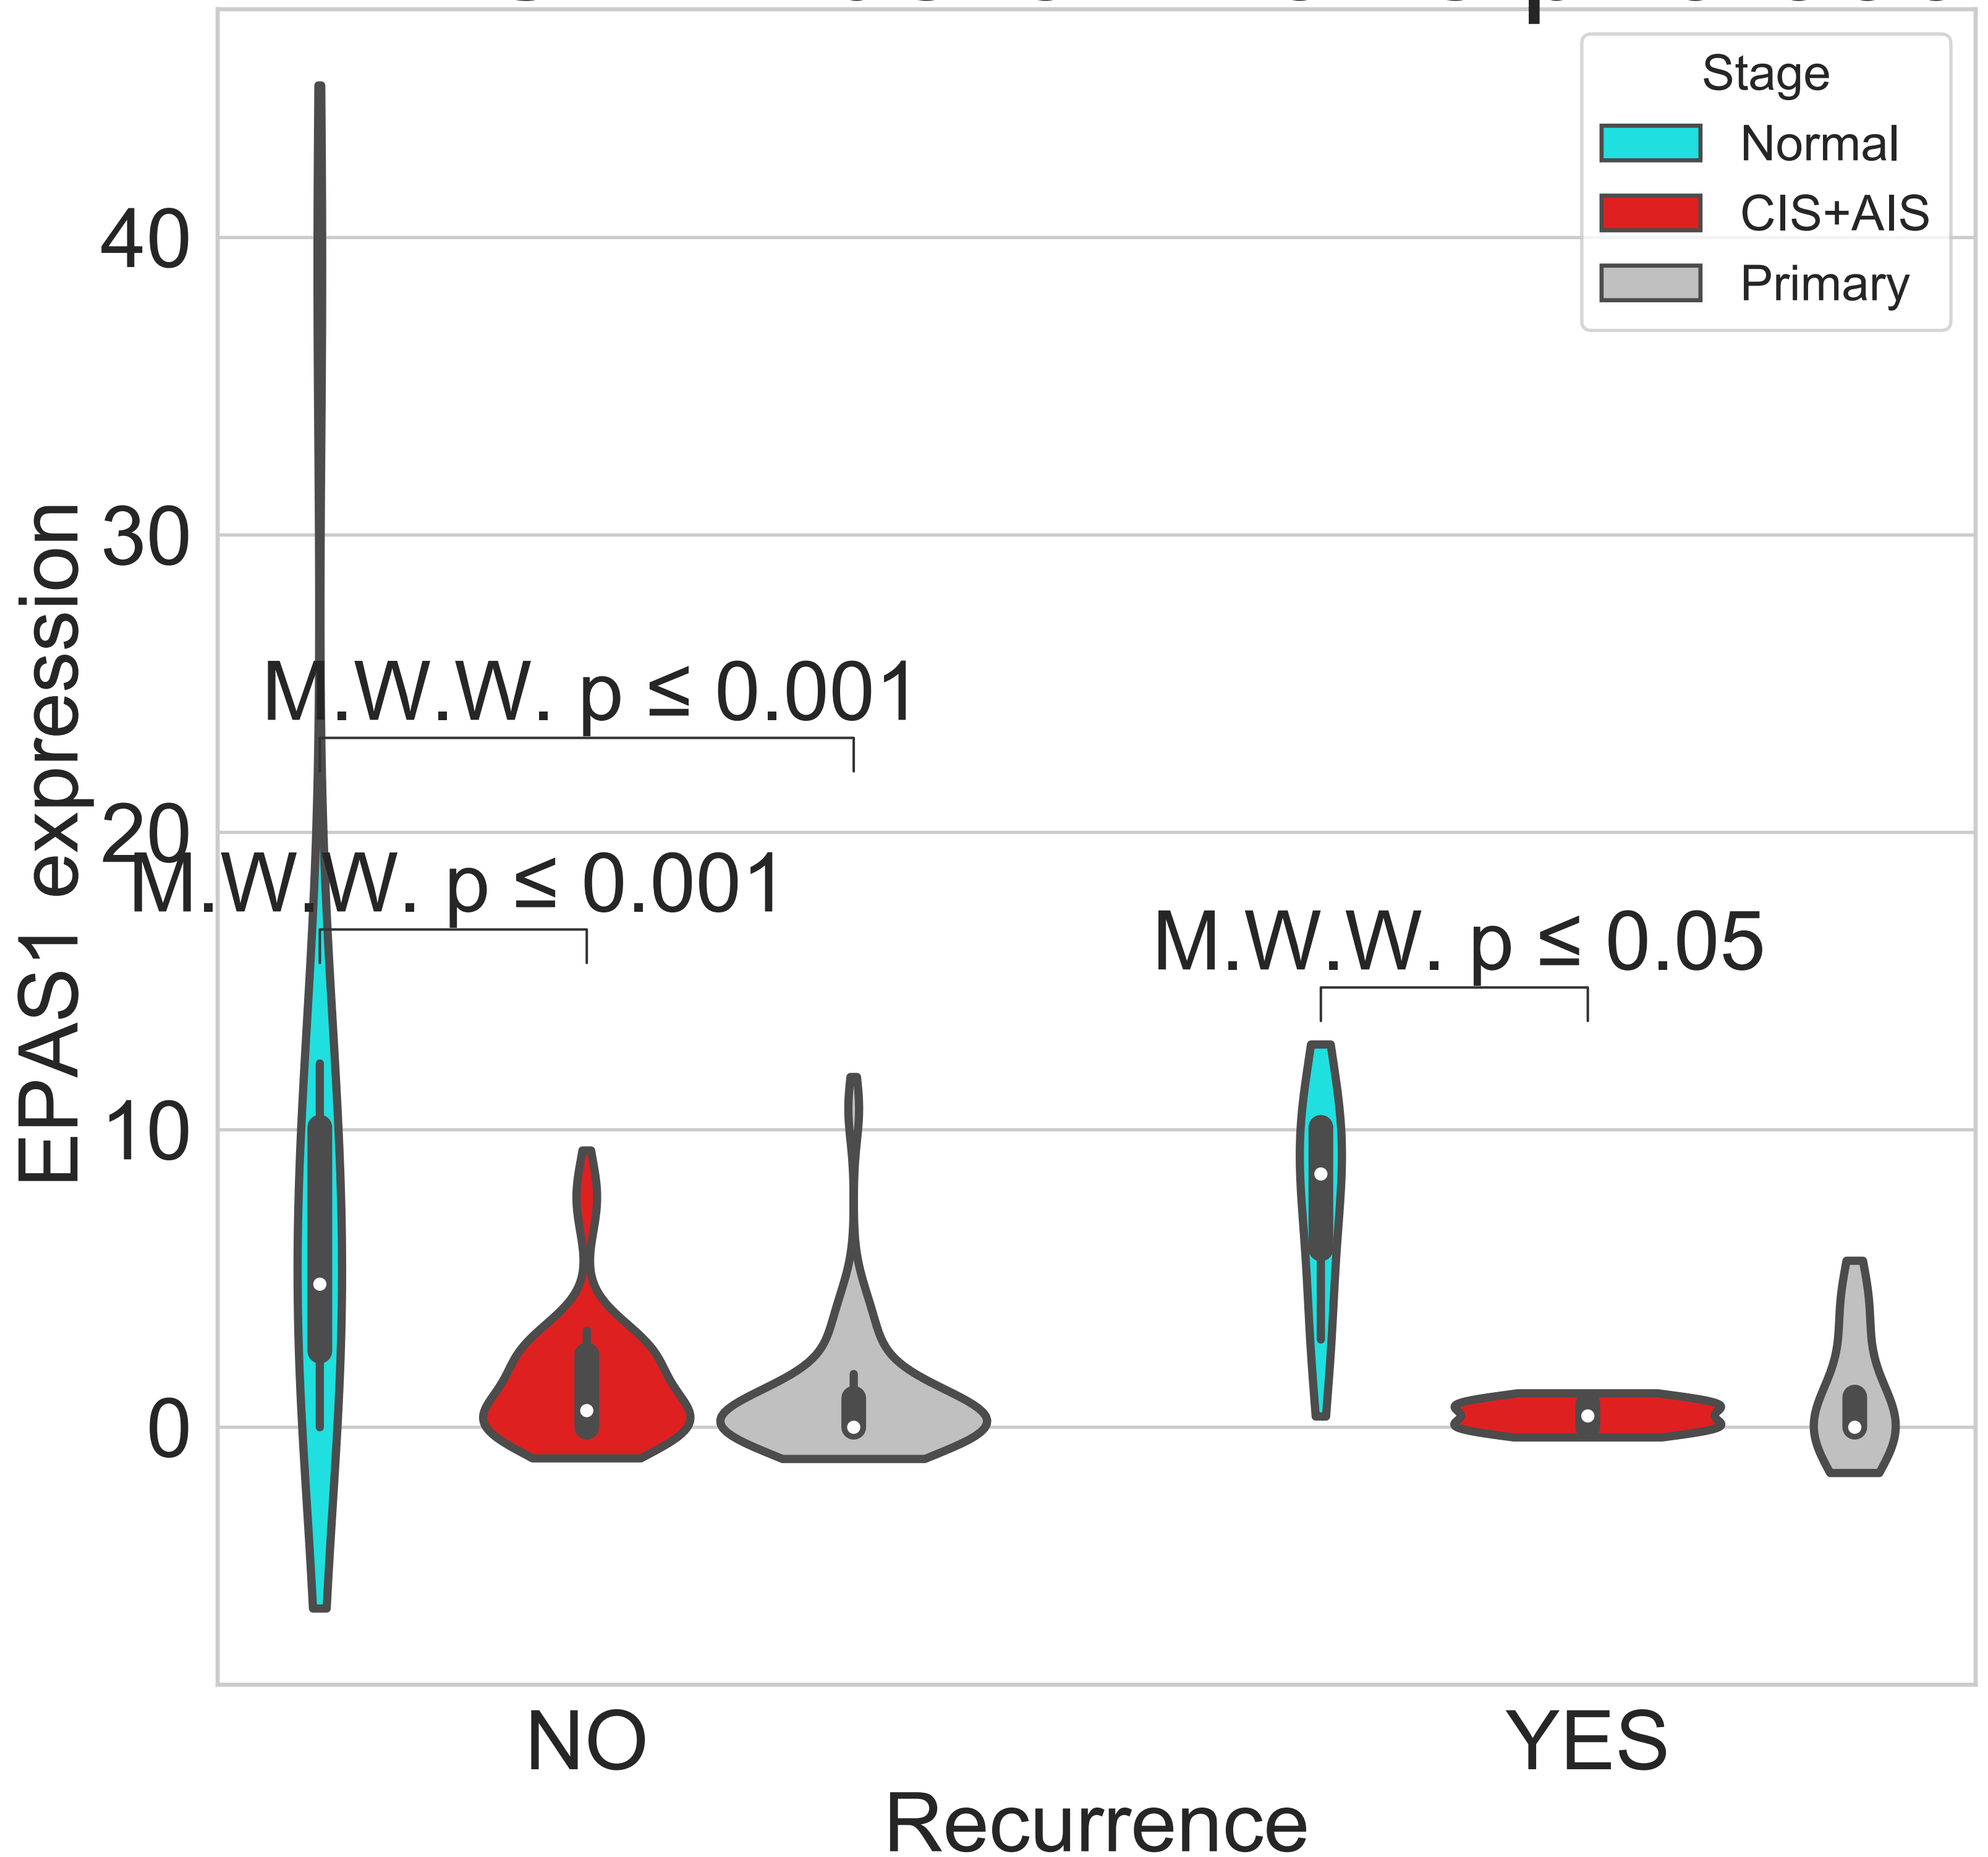 Stage
Normal
CIS+AIS
Primary
EPAS1 expression
40
30
20
10
0
M.W.W. p ≤ 0.001
M.W.W. p ≤ 0.001
M.W.W. p ≤ 0.05
NO
YES
Recurrence